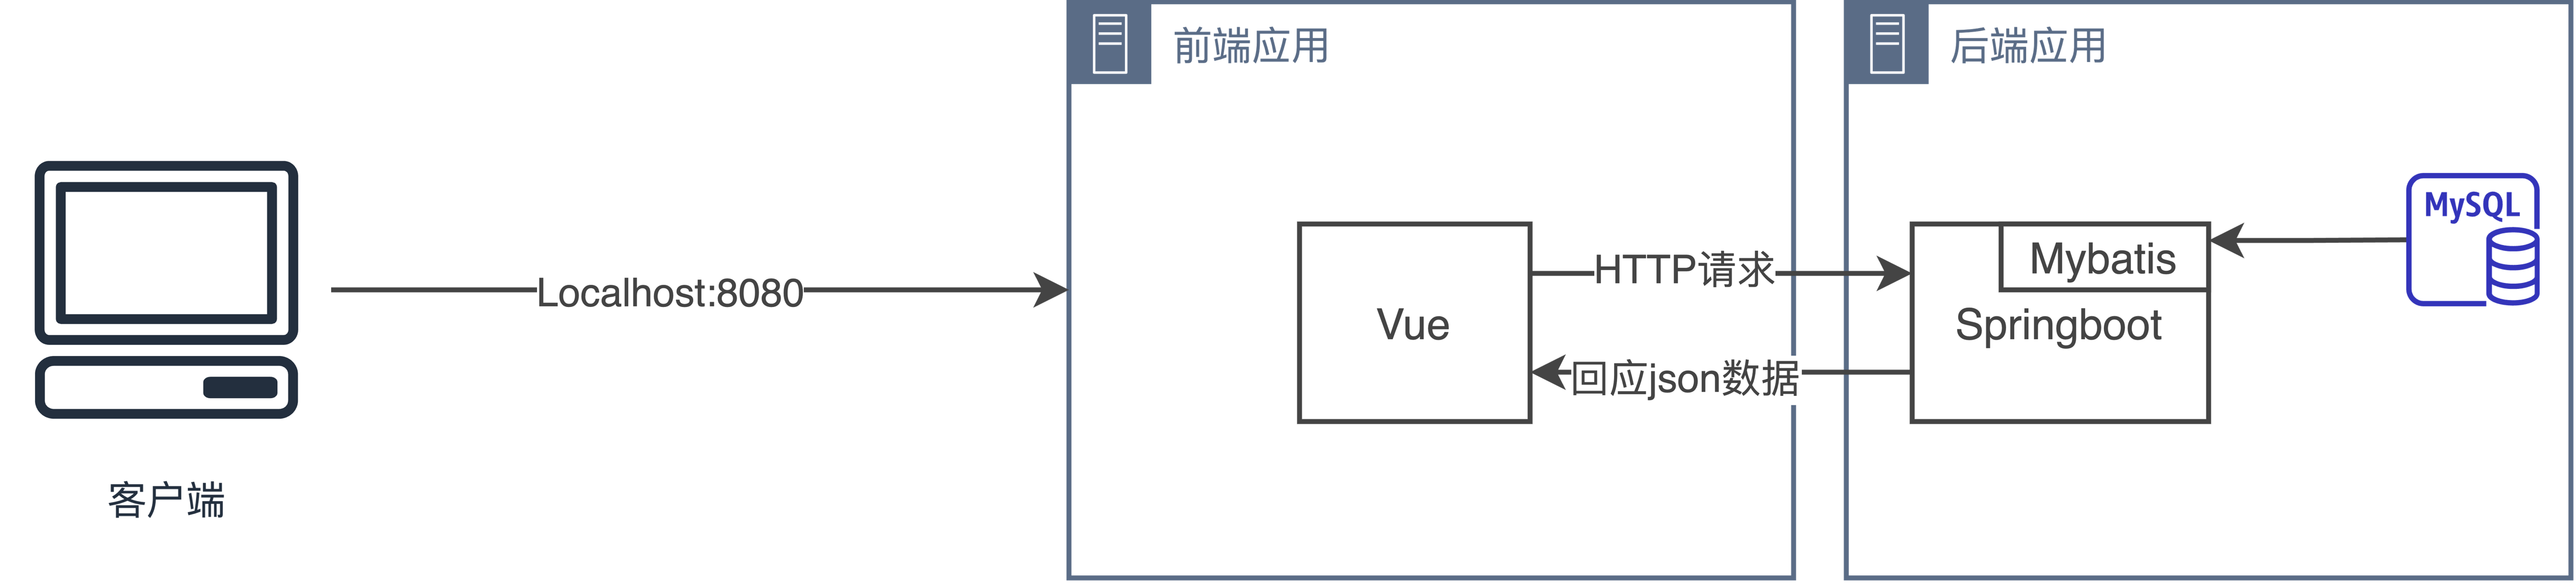 前端应用
后端应用
MySQL
Mybatis
HTTP请求
Localhost:8080
Vue
Springboot
回应json数据
客户端